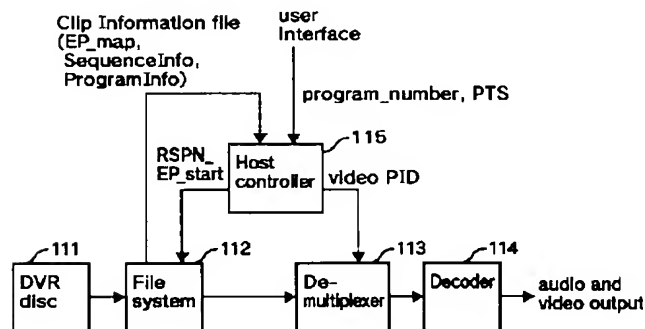 Clip Information file
(EP_map,
SequenceInfo,
ProgramInfo)
user
Interface
program_number, PTS
115
RSPN_
EP_start
Host
controller
video PID
111
DVR
disc
112
File
system
113
De-
multiplexer
114
Decoder
audio and
video output